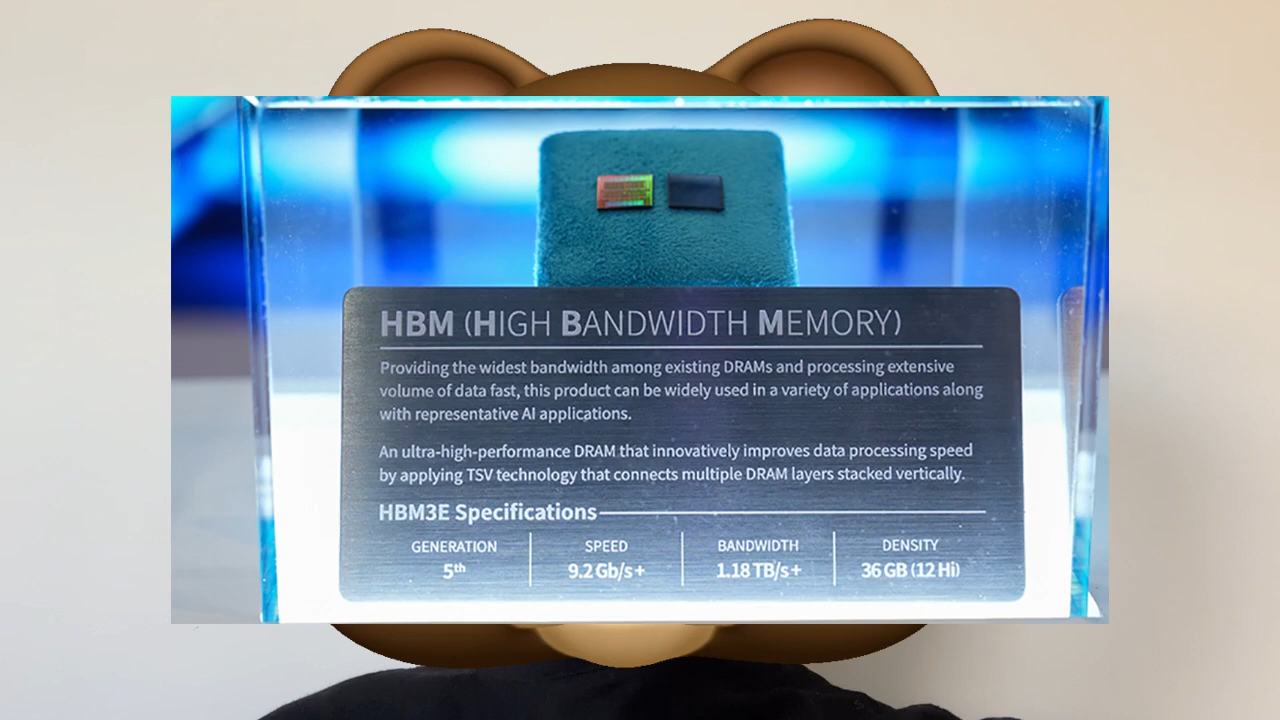 HBM (HIGH BANDWIDTH MEMORY)
Providing the widest bandwidth among existing DRAMs and processing extensive
volume of data fast, this product can be widely used in a variety of applications along
with representative AI applications.
An ultra-high-performance DRAM that innovatively improves data processing speed
by applying TSV technology that connects multiple DRAM layers stacked vertically.
HBM3E Specifications
GENERATION SPEED BANDWIDTH DENSITY
5th 9.2 Gb/s+ 1.18 TB/s+ 36 GB (12 Hi)